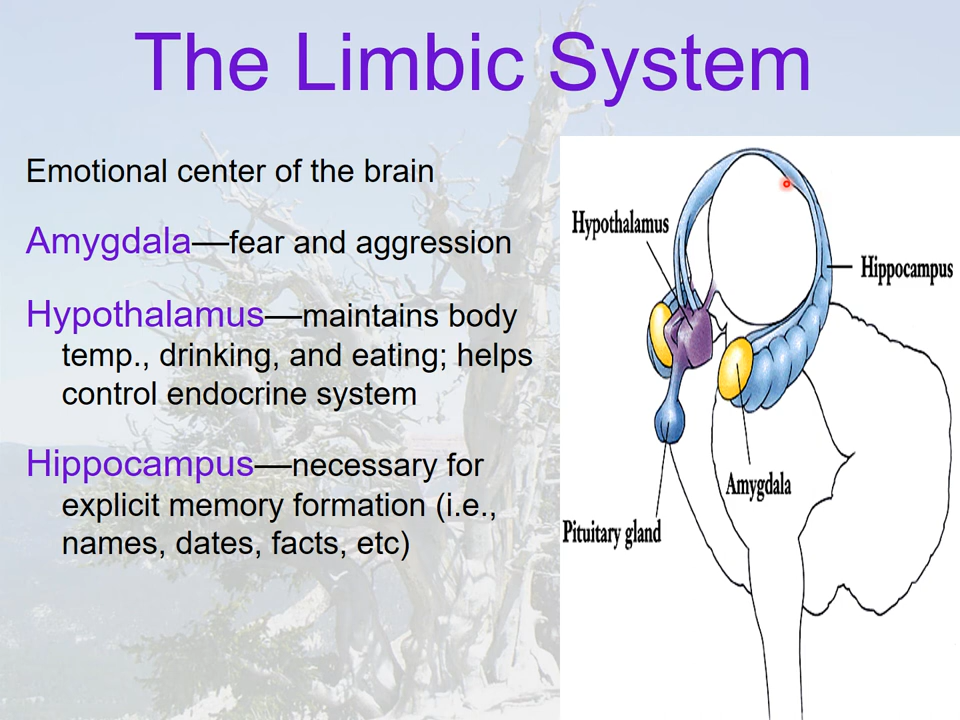 The Limbic System
Emotional center of the brain
Amygdala—fear and aggression
Hypothalamus—maintains body
temp., drinking, and eating; helps
control endocrine system
Hippocampus—necessary for
explicit memory formation (i.e.,
names, dates, facts, etc)
Hypothalamus
Hippocampus
Amygdala
Pituitary gland